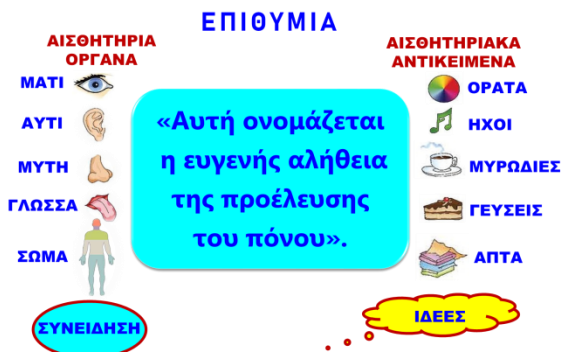 ΕΠΙΘΥΜΙΑ
ΑΙΣΘΗΤΗΡΙΑ
ΟΡΓΑΝΑ
ΜΑΤΙ
ΑΥΤΙ
ΜΥΤΗ
ΓΛΩΣΣΑ
ΣΩΜΑ
ΣΥΝΕΙΔΗΣΗ
«Αυτή ονομάζεται
η ευγενής αλήθεια
της προέλευσης
του πόνου».
ΑΙΣΘΗΤΗΡΙΑΚΑ
ΑΝΤΙΚΕΙΜΕΝΑ
ΟΡΑΤΑ
ΗΧΟΙ
ΜΥΡΩΔΙΕΣ
ΓΕΥΣΕΙΣ
ΑΠΤΑ
ΙΔΕΕΣ